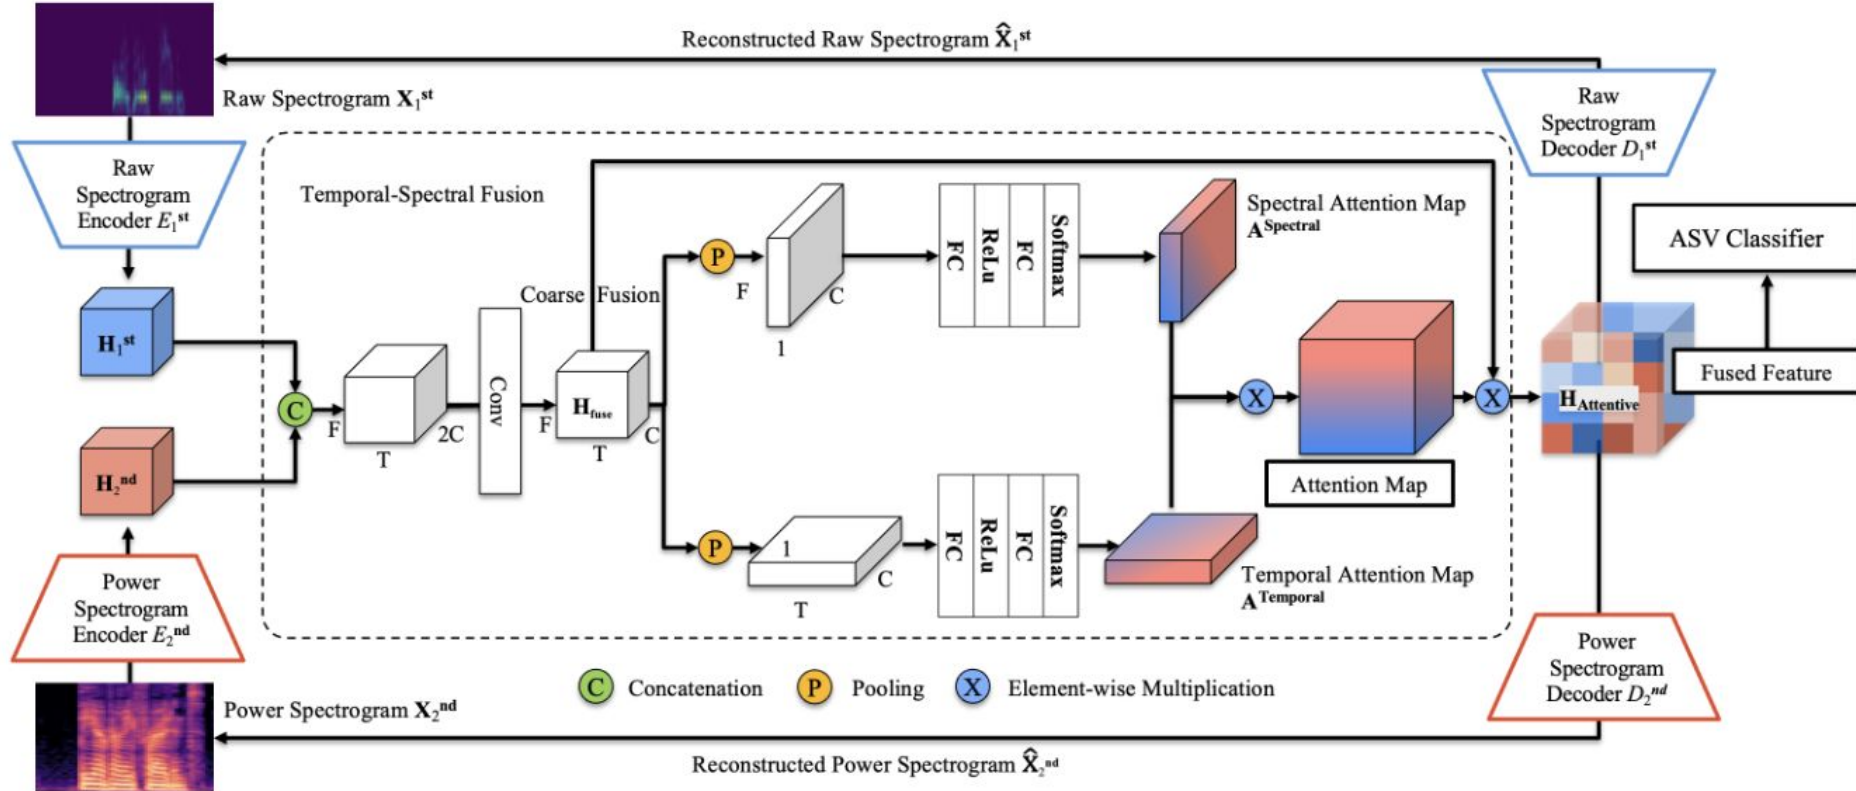 Reconstructed Raw Spectrogram X̂₁ˢᵗ
Raw Spectrogram X₁ˢᵗ
Raw
Spectrogram
Encoder E₁ˢᵗ
Raw
Spectrogram
Decoder D₁ˢᵗ
Temporal-Spectral Fusion
Spectral Attention Map
A^Spectral
ASV Classifier
Fused Feature
H₁ˢᵗ
H₂ⁿᵈ
C
F
T
2C
Conv
Coarse Fusion
F
H_fuse
T
C
P
F
1
C
FC
ReLu
FC
Softmax
X
Attention Map
X
H_Attentive
P
1
T
C
FC
ReLu
FC
Softmax
Temporal Attention Map
A^Temporal
Power
Spectrogram
Encoder E₂ⁿᵈ
Power
Spectrogram
Decoder D₂ⁿᵈ
C Concatenation
P Pooling
X Element-wise Multiplication
Power Spectrogram X₂ⁿᵈ
Reconstructed Power Spectrogram X̂₂ⁿᵈ